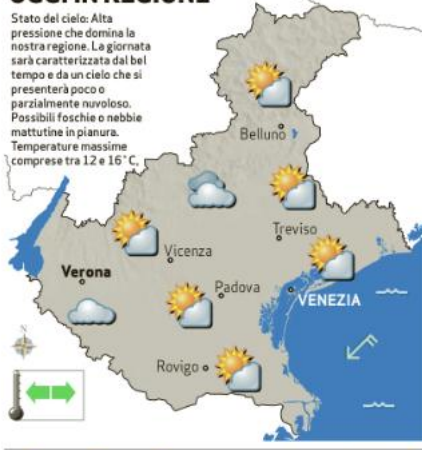 OGGI IN REGIONE
Stato del cielo: Alta
pressione che domina la
nostra regione. La giornata
sarà caratterizzata dal bel
tempo e da un cielo che si
presenterà poco o
parzialmente nuvoloso.
Possibili foschie o nebbie
mattutine in pianura.
Temperature massime
comprese tra 12 e 16°C,
Belluno
Treviso
Vicenza
Verona
Padova
VENEZIA
Rovigo
N